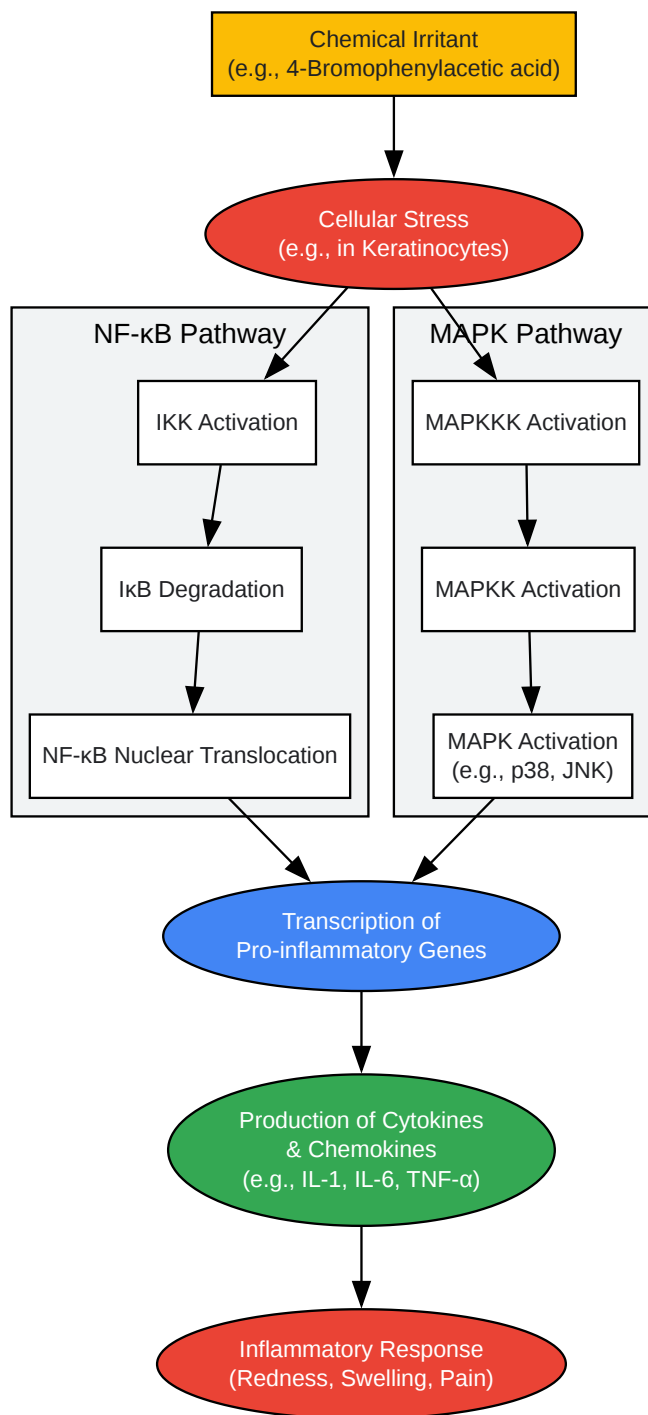 Chemical Irritant
(e.g., 4-Bromophenylacetic acid)
Cellular Stress
(e.g., in Keratinocytes)
NF-κB Pathway
IKK Activation
IκB Degradation
NF-κB Nuclear Translocation
MAPK Pathway
MAPKKK Activation
MAPKK Activation
MAPK Activation
(e.g., p38, JNK)
Transcription of
Pro-inflammatory Genes
Production of Cytokines
& Chemokines
(e.g., IL-1, IL-6, TNF-α)
Inflammatory Response
(Redness, Swelling, Pain)